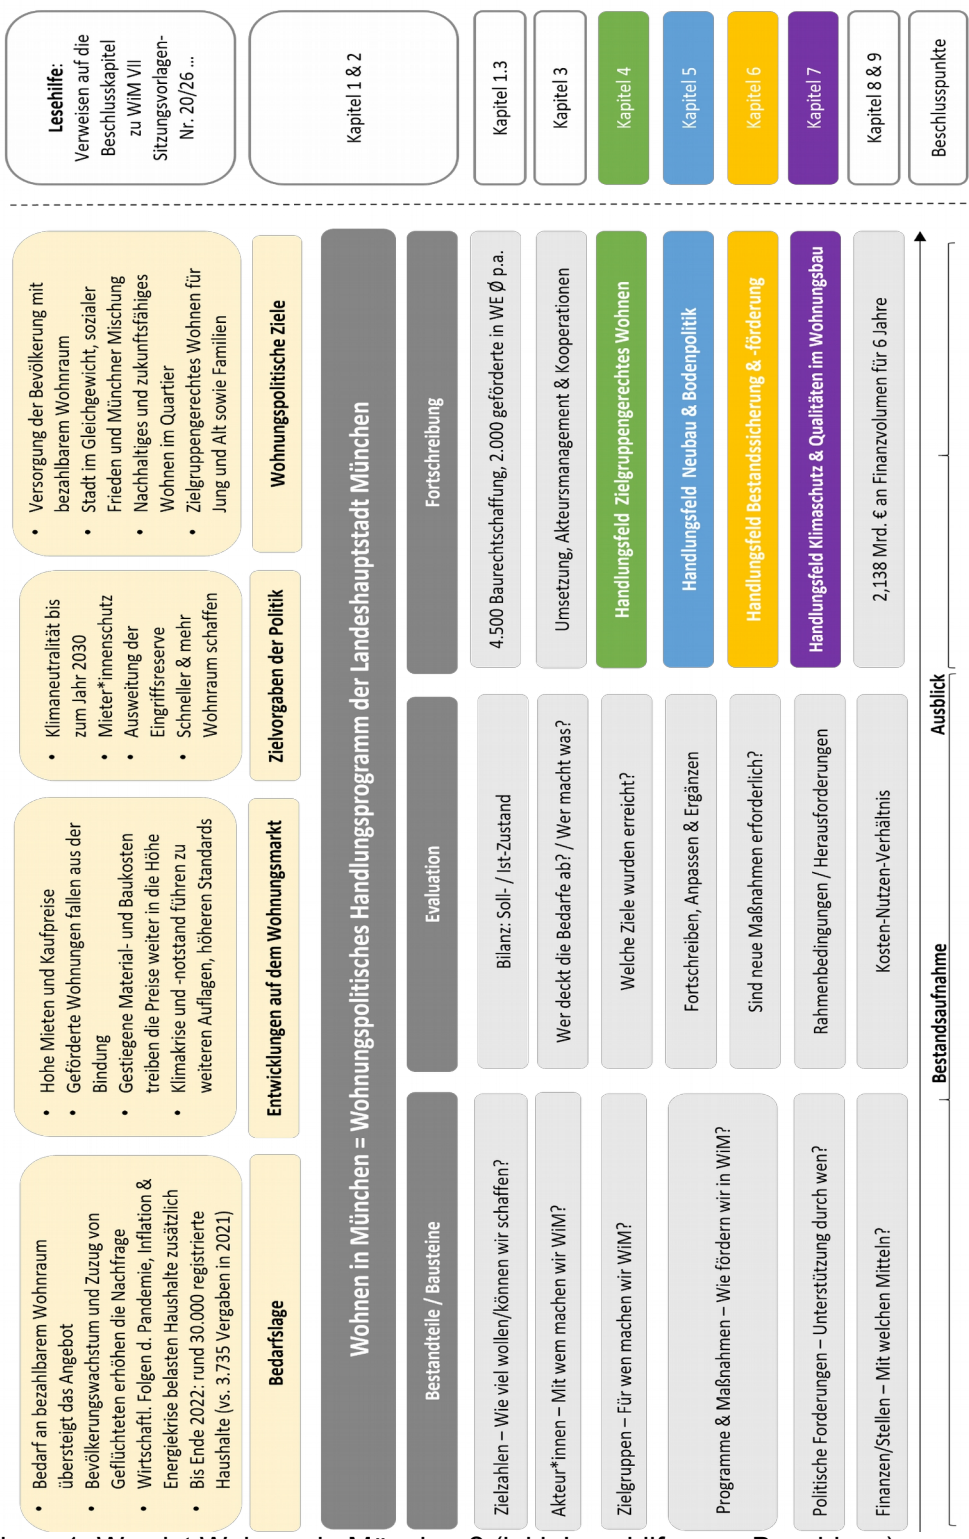 • Bedarf an bezahlbarem Wohnraum
übersteigt das Angebot
• Bevölkerungswachstum und Zuzug von
Geflüchteten erhöhen die Nachfrage
• Wirtschaftl. Folgen d. Pandemie, Inflation &
Energiekrise belasten Haushalte zusätzlich
• Bis Ende 2022: rund 30.000 registrierte
Haushalte (vs. 3.735 Vergaben in 2021)
Bedarfslage
• Hohe Mieten und Kaufpreise
• Geförderte Wohnungen fallen aus der
Bindung
• Gestiegene Material- und Baukosten
treiben die Preise weiter in die Höhe
• Klimakrise und -notstand führen zu
weiteren Auflagen, höheren Standards
Entwicklungen auf dem Wohnungsmarkt
• Klimaneutralität bis
zum Jahr 2030
• Mieter*innenschutz
• Ausweitung der
Eingriffsreserve
• Schneller & mehr
Wohnraum schaffen
Zielvorgaben der Politik
• Versorgung der Bevölkerung mit
bezahlbarem Wohnraum
• Stadt im Gleichgewicht, sozialer
Frieden und Münchner Mischung
• Nachhaltiges und zukunftsfähiges
Wohnen im Quartier
• Zielgruppengerechtes Wohnen für
Jung und Alt sowie Familien
Wohnungspolitische Ziele
Lesehilfe:
Verweisen auf die
Beschlusskapitel
zu WiM VII
Sitzungsvorlagen-
Nr. 20/26 ...
Wohnen in München = Wohnungspolitisches Handlungsprogramm der Landeshauptstadt München
Kapitel 1 & 2
Bestandteile / Bausteine
Evaluation
Fortschreibung
Zielzahlen – Wie viel wollen/können wir schaffen?
Bilanz: Soll- / Ist-Zustand
4.500 Baurechtschaffung, 2.000 geförderte in WE Ø p.a.
Kapitel 1.3
Akteur*innen – Mit wem machen wir WiM?
Wer deckt die Bedarfe ab? / Wer macht was?
Umsetzung, Akteursmanagement & Kooperationen
Kapitel 3
Zielgruppen – Für wen machen wir WiM?
Welche Ziele wurden erreicht?
Handlungsfeld Zielgruppengerechtes Wohnen
Kapitel 4
Programme & Maßnahmen – Wie fördern wir in WiM?
Fortschreiben, Anpassen & Ergänzen
Handlungsfeld Neubau & Bodenpolitik
Kapitel 5
Sind neue Maßnahmen erforderlich?
Handlungsfeld Bestandssicherung & -förderung
Kapitel 6
Politische Forderungen – Unterstützung durch wen?
Rahmenbedingungen / Herausforderungen
Handlungsfeld Klimaschutz & Qualitäten im Wohnungsbau
Kapitel 7
Finanzen/Stellen – Mit welchen Mitteln?
Kosten-Nutzen-Verhältnis
2,138 Mrd. € an Finanzvolumen für 6 Jahre
Kapitel 8 & 9
Bestandsaufnahme
Ausblick
Beschlusspunkte